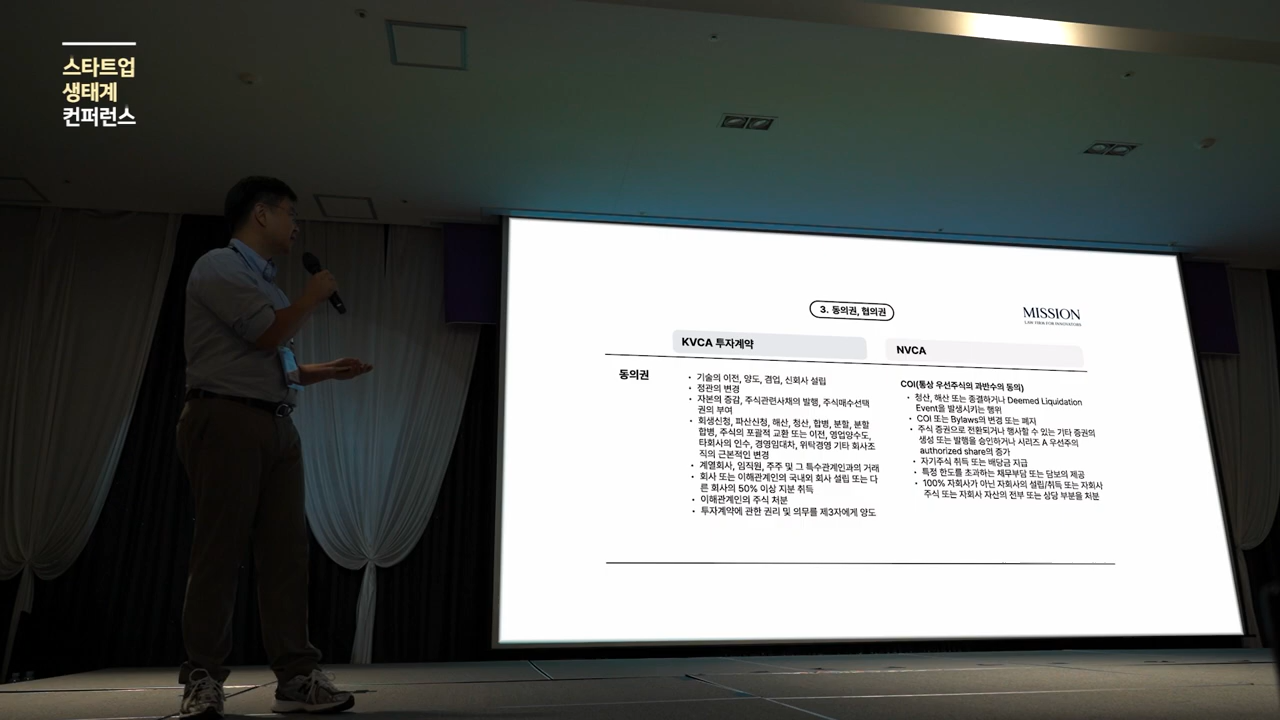 스타트업
생태계
컨퍼런스
3. 동의권, 협의권
MISSION
LAW FIRM FOR INNOVATORS
KVCA 투자계약
NVCA
동의권
• 기술의 이전, 양도, 겸업, 신회사 설립
• 정관의 변경
• 자본의 증감, 주식관련사채의 발행, 주식매수선택
권의 부여
• 회생신청, 파산신청, 해산, 청산, 합병, 분할, 분할
합병, 주식의 포괄적 교환 또는 이전, 영업양수도,
타회사의 인수, 경영임대차, 위탁경영 기타 회사조
직의 근본적인 변경
• 계열회사, 임직원, 주주 및 그 특수관계인과의 거래
• 회사 또는 이해관계인의 국내외 회사 설립 또는 다
른 회사의 50% 이상 지분 취득
• 이해관계인의 주식 처분
• 투자계약에 관한 권리 및 의무를 제3자에게 양도
COI(통상 우선주식의 과반수의 동의)
• 청산, 해산 또는 종결하거나 Deemed Liquidation
Event을 발생시키는 행위
• COI 또는 Bylaws의 변경 또는 폐지
• 주식 증권으로 전환되거나 행사할 수 있는 기타 증권의
생성 또는 발행을 승인하거나 시리즈 A 우선주의
authorized share의 증가
• 자기주식 취득 또는 배당금 지급
• 특정 한도를 초과하는 채무부담 또는 담보의 제공
• 100% 자회사가 아닌 자회사의 설립/취득 또는 자회사
주식 또는 자회사 자산의 전부 또는 상당 부분을 처분